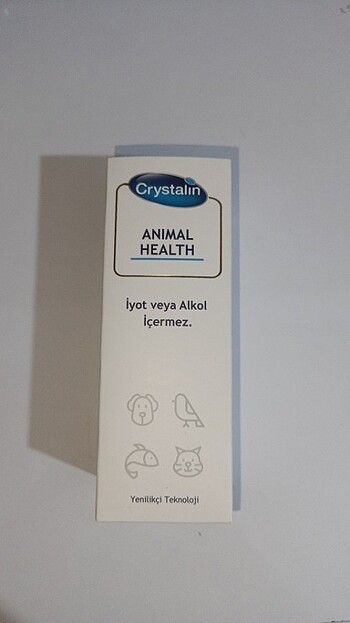 Crystalin
ANIMAL
HEALTH
İyot veya Alkol
İçermez.
Yenilikçi Teknoloji